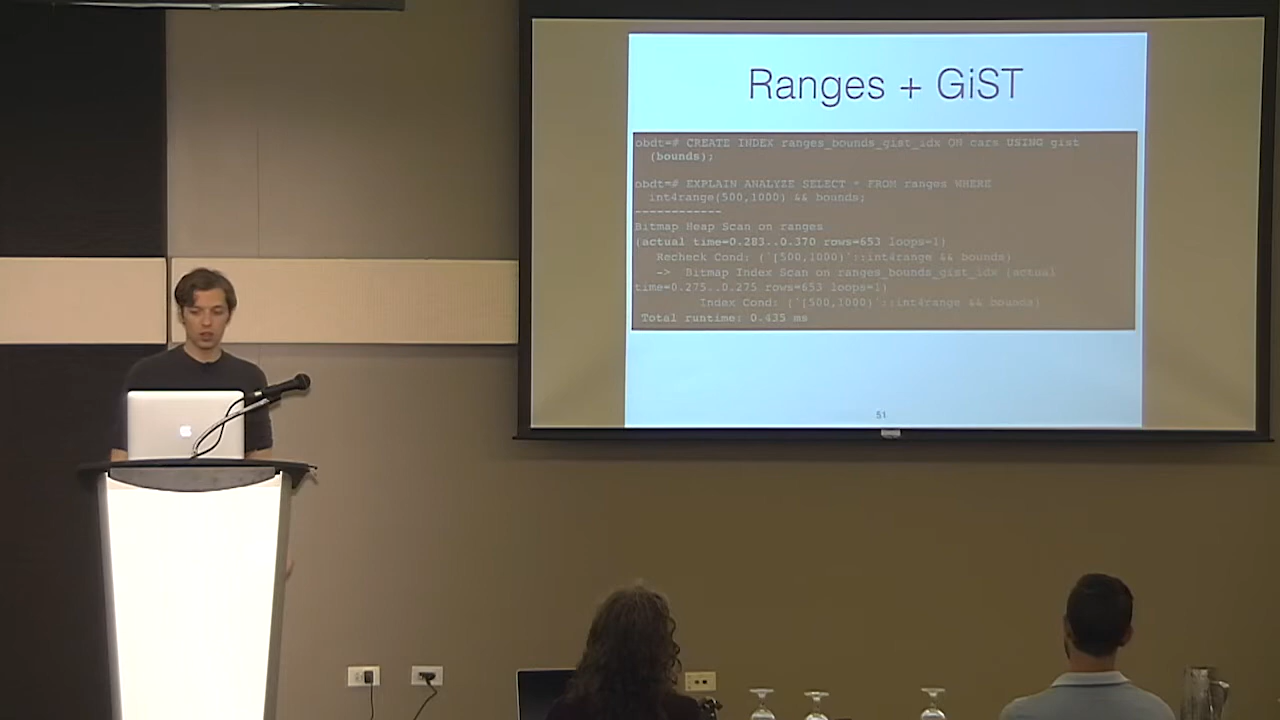 Ranges + GiST
obdt=# CREATE INDEX ranges_bounds_gist_idx ON cars USING gist
(bounds);
obdt=# EXPLAIN ANALYZE SELECT * FROM ranges WHERE
int4range(500,1000) && bounds;
------------
Bitmap Heap Scan on ranges
(actual time=0.283..0.370 rows=653 loops=1)
Recheck Cond: ('[500,1000)'::int4range && bounds)
-> Bitmap Index Scan on ranges_bounds_gist_idx (actual
time=0.275..0.275 rows=653 loops=1)
Index Cond: ('[500,1000)'::int4range && bounds)
Total runtime: 0.435 ms
51